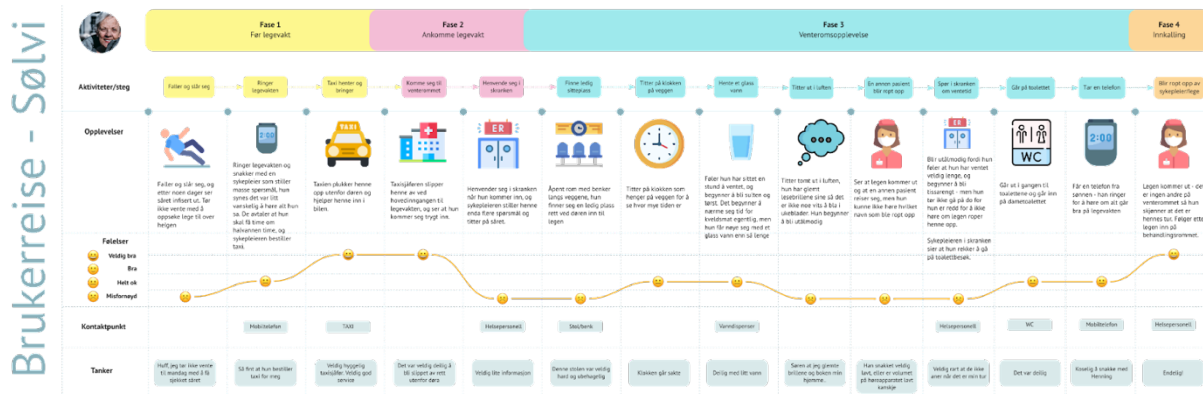 Brukerreise - Sølvi
Fase 1
Før legevakt
Fase 2
Ankomme legevakt
Fase 3
Venteromsopplevelse
Fase 4
Innkalling
Aktiviteter/steg
Faller og slår seg
Ringer
legevakten
Taxi henter og
bringer
Komme seg til
venterommet
Henvende seg i
skranken
Finne ledig
sitteplass
Titter på klokken
på veggen
Hente et glass
vann
Titter ut i luften
En annen pasient
blir ropt opp
Spør i skranken
om ventetid
Går på toalettet
Tar en telefon
Blir ropt opp av
sykepleier/lege
Opplevelser
2:00
TAXI
ER
ER
WC
2:00
Faller og slår seg, og
etter noen dager ser
såret infisert ut. Tør
ikke vente med å
oppsøke lege til over
helgen
Ringer legevakten og
snakker med en
sykepleier som stiller
masse spørsmål, hun
synes det var litt
vanskelig å høre alt hun
sa. De avtaler at hun
skal få time om
halvannen time, og
sykepleieren bestiller
taxi
Taxien plukker henne
opp utenfor døren og
hjelper henne inn i
bilen.
Taxisjåføren slipper
henne av ved
hovedinngangen til
legevakten, og ser at hun
kommer seg trygt inn.
Henvender seg i skranken
når hun kommer inn,
sykepleieren stiller henne
enda flere spørsmål og
titter på såret
Åpent rom med benker
langs veggene, hun
finner seg en ledig plass
rett ved døren inn til
legen
Titter på klokken som
henger på veggen for å
se hvor mye tiden er
Føler hun har sittet en
stund å ventet, og
begynner å bli sulten og
tørst. Det begynner å
nærme seg tid for
kveldsmat egentlig, men
hun får nøye seg med et
glass vann enn så lenge
Titter tomt ut i luften,
hun har glemt
lesebrillene sine så det
er ikke noe vits å bla i
ukeblader. Hun begynner
å bli utålmodig
Ser at legen kommer ut
og at en annen pasient
reiser seg, men hun
kunne ikke høre hvilket
navn som ble ropt opp
Blir utålmodig fordi hun
føler at hun har ventet
veldig lenge, og
begynner å bli
tissetrengt - men hun
tør ikke gå på do for
hun er redd for å ikke
høre om legen roper
henne opp.
Sykepleieren i skranken
sier at hun rekker å gå
på toalettbesøk.
Går ut i gangen til
toalettene og går inn
på dametoalettet
Får en telefon fra
sønnen - han ringer
for å høre om alt går
bra på legevakten
Legen kommer ut - det
er ingen andre på
venterommet så hun
skjønner at det er
hennes tur. Følger etter
legen inn på
behandlingsrommet.
Følelser
Veldig bra
Bra
Helt ok
Misfornøyd
Kontaktpunkt
Mobiltelefon
TAXI
Helsepersonell
Stol/benk
Vanndispenser
Helsepersonell
WC
Mobiltelefon
Helsepersonell
Tanker
Huff, jeg tør ikke vente
til mandag med å få
sjekket såret
Så fint at hun bestiller
taxi for meg
Veldig hyggelig
taxisjåfør. Veldig god
service
Det var veldig deilig å
bli sluppet av rett
utenfor døra
Veldig lite informasjon
Denne stolen var veldig
hard og ubehagelig
Klokken går sakte
Deilig med litt vann
Søren at jeg glemte
brillene og boken min
hjemme.
Han snakket veldig
lavt, eller er volumet
på høreapparatet lavt
kanskje
Veldig rart at de ikke
aner når det er min tur
Det var deilig
Koselig å snakke med
Henning
Endelig!